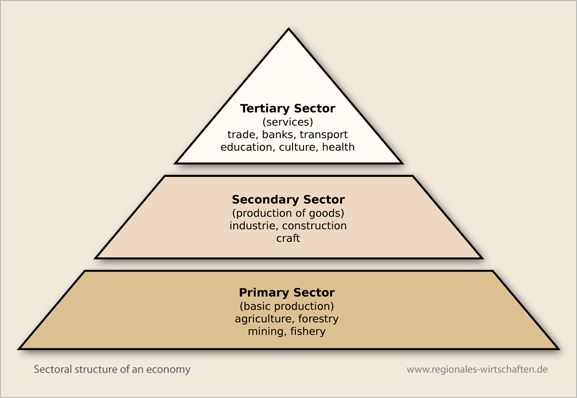 Tertiary Sector
(services)
trade, banks, transport
education, culture, health
Secondary Sector
(production of goods)
industrie, construction
craft
Primary Sector
(basic production)
agriculture, forestry
mining, fishery
Sectoral structure of an economy
www.regionales-wirtschaften.de